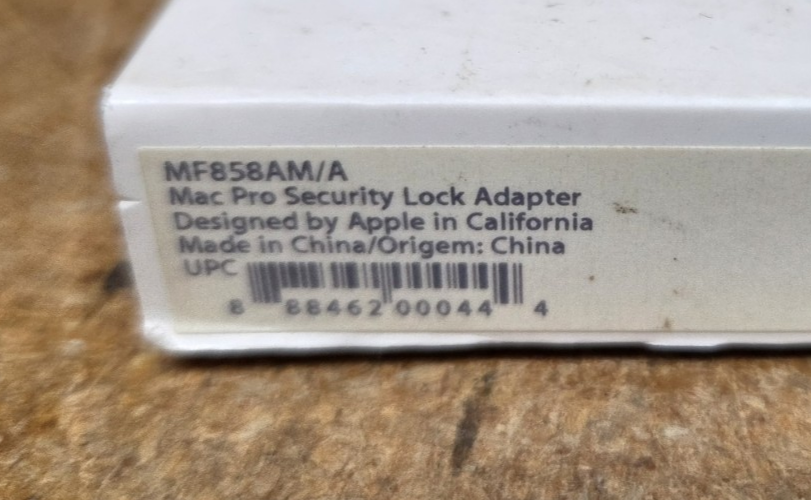 MF858AM/A
Mac Pro Security Lock Adapter
Designed by Apple in California
Made in China/Origem: China
UPC
8 88462 00044 4